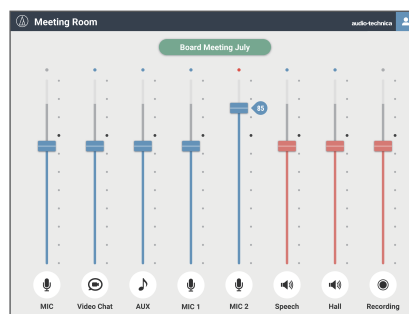 Meeting Room
audio-technica
Board Meeting July
85
MIC
Video Chat
AUX
MIC 1
MIC 2
Speech
Hall
Recording